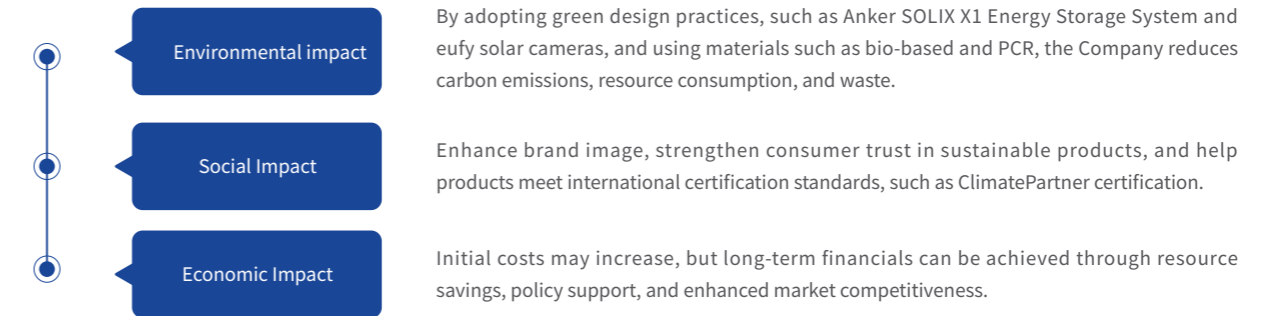 Environmental impact
By adopting green design practices, such as Anker SOLIX X1 Energy Storage System and
eufy solar cameras, and using materials such as bio-based and PCR, the Company reduces
carbon emissions, resource consumption, and waste.
Social Impact
Enhance brand image, strengthen consumer trust in sustainable products, and help
products meet international certification standards, such as ClimatePartner certification.
Economic Impact
Initial costs may increase, but long-term financials can be achieved through resource
savings, policy support, and enhanced market competitiveness.